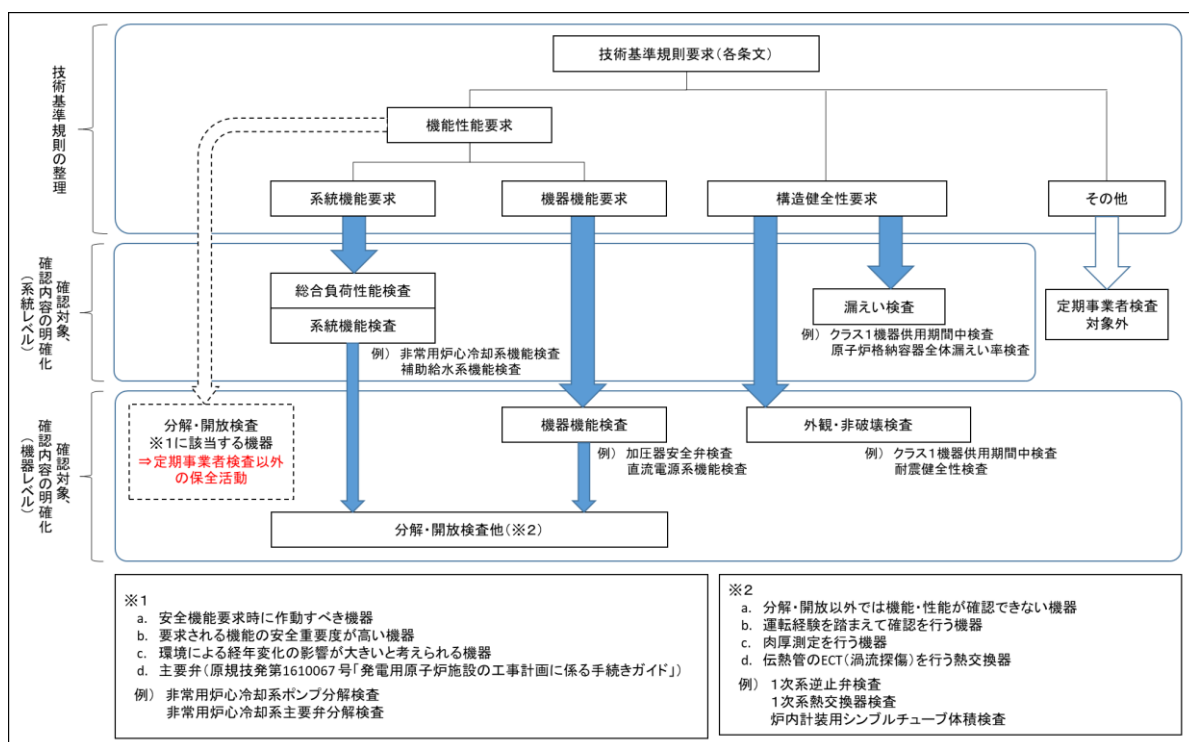 技術基準規則の整理
技術基準規則要求(各条文)
機能性能要求
系統機能要求
機器機能要求
構造健全性要求
その他
確認対象、
確認内容の明確化
(系統レベル)
総合負荷性能検査
系統機能検査
例) 非常用炉心冷却系機能検査
補助給水系機能検査
漏えい検査
例) クラス1機器供用期間中検査
原子炉格納容器全体漏えい率検査
定期事業者検査
対象外
確認対象、
確認内容の明確化
(機器レベル)
分解・開放検査
※1に該当する機器
⇒定期事業者検査以外
の保全活動
機器機能検査
例) 加圧器安全弁検査
直流電源系機能検査
外観・非破壊検査
例) クラス1機器供用期間中検査
耐震健全性検査
分解・開放検査他(※2)
※1
a. 安全機能要求時に作動すべき機器
b. 要求される機能の安全重要度が高い機器
c. 環境による経年変化の影響が大きいと考えられる機器
d. 主要弁(原規技発第1610067号「発電用原子炉施設の工事計画に係る手続きガイド」)
例) 非常用炉心冷却系ポンプ分解検査
非常用炉心冷却系主要弁分解検査
※2
a. 分解・開放以外では機能・性能が確認できない機器
b. 運転経験を踏まえて確認を行う機器
c. 肉厚測定を行う機器
d. 伝熱管のECT(渦流探傷)を行う熱交換器
例) 1次系逆止弁検査
1次系熱交換器検査
炉内計装用シンブルチューブ体積検査